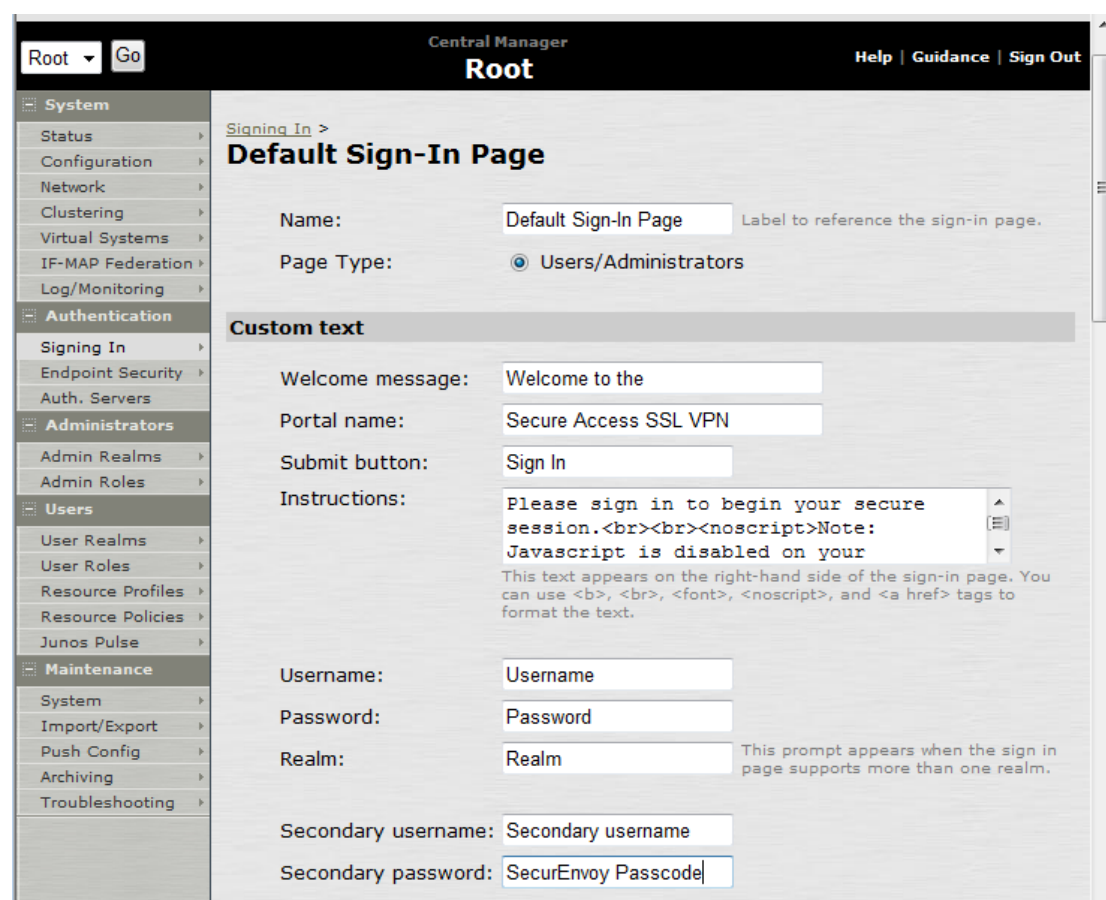 Root Go
Central Manager
Root
Help | Guidance | Sign Out
System
Status
Configuration
Network
Clustering
Virtual Systems
IF-MAP Federation
Log/Monitoring
Authentication
Signing In
Endpoint Security
Auth. Servers
Administrators
Admin Realms
Admin Roles
Users
User Realms
User Roles
Resource Profiles
Resource Policies
Junos Pulse
Maintenance
System
Import/Export
Push Config
Archiving
Troubleshooting
Signing In >
Default Sign-In Page
Name: Default Sign-In Page Label to reference the sign-in page.
Page Type: Users/Administrators
Custom text
Welcome message: Welcome to the
Portal name: Secure Access SSL VPN
Submit button: Sign In
Instructions: Please sign in to begin your secure
session.<br><br><noscript>Note:
Javascript is disabled on your
This text appears on the right-hand side of the sign-in page. You
can use <b>, <br>, <font>, <noscript>, and <a href> tags to
format the text.
Username: Username
Password: Password
Realm: Realm This prompt appears when the sign in
page supports more than one realm.
Secondary username: Secondary username
Secondary password: SecurEnvoy Passcode